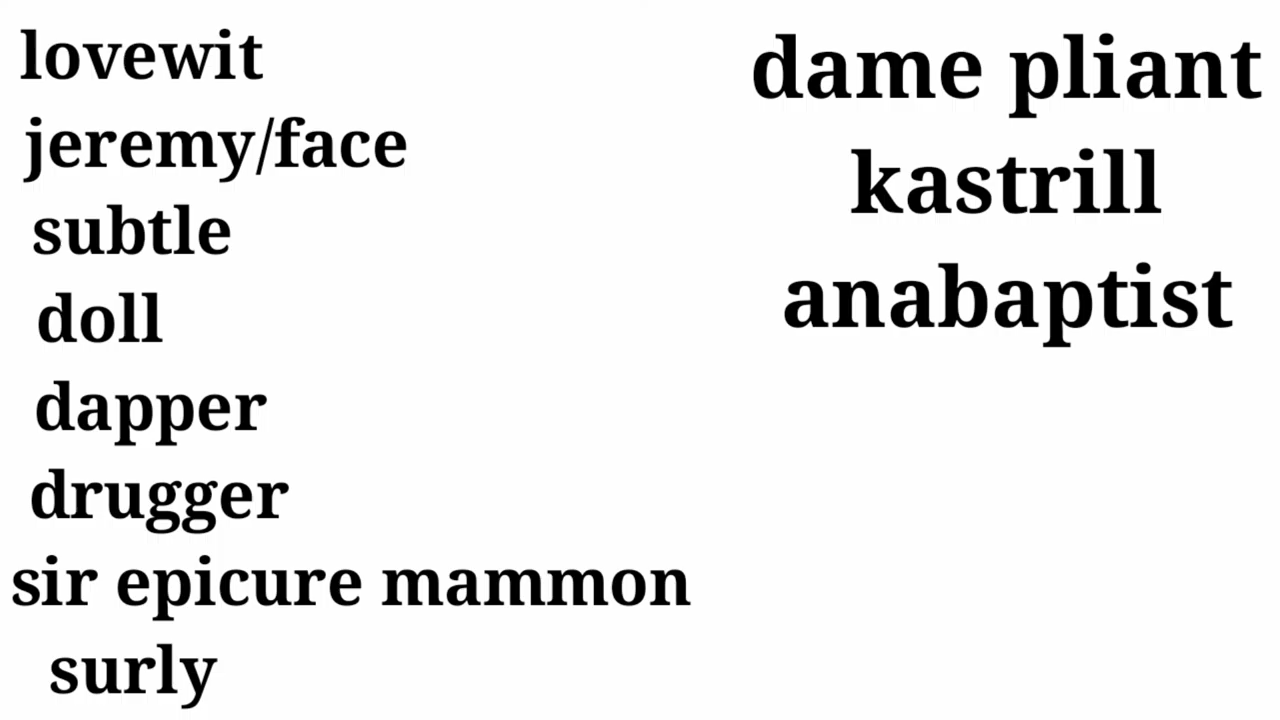 lovewit
jeremy/face
subtle
doll
dapper
drugger
sir epicure mammon
surly
dame pliant
kastrill
anabaptist